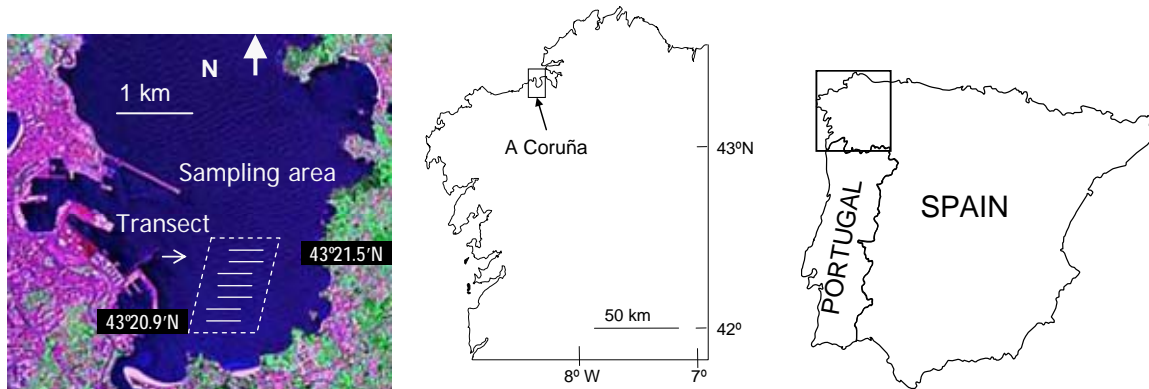 N
1 km
Sampling area
Transect
43º21.5'N
43º20.9'N
A Coruña
43ºN
50 km
42º
8º W
7º
PORTUGAL
SPAIN